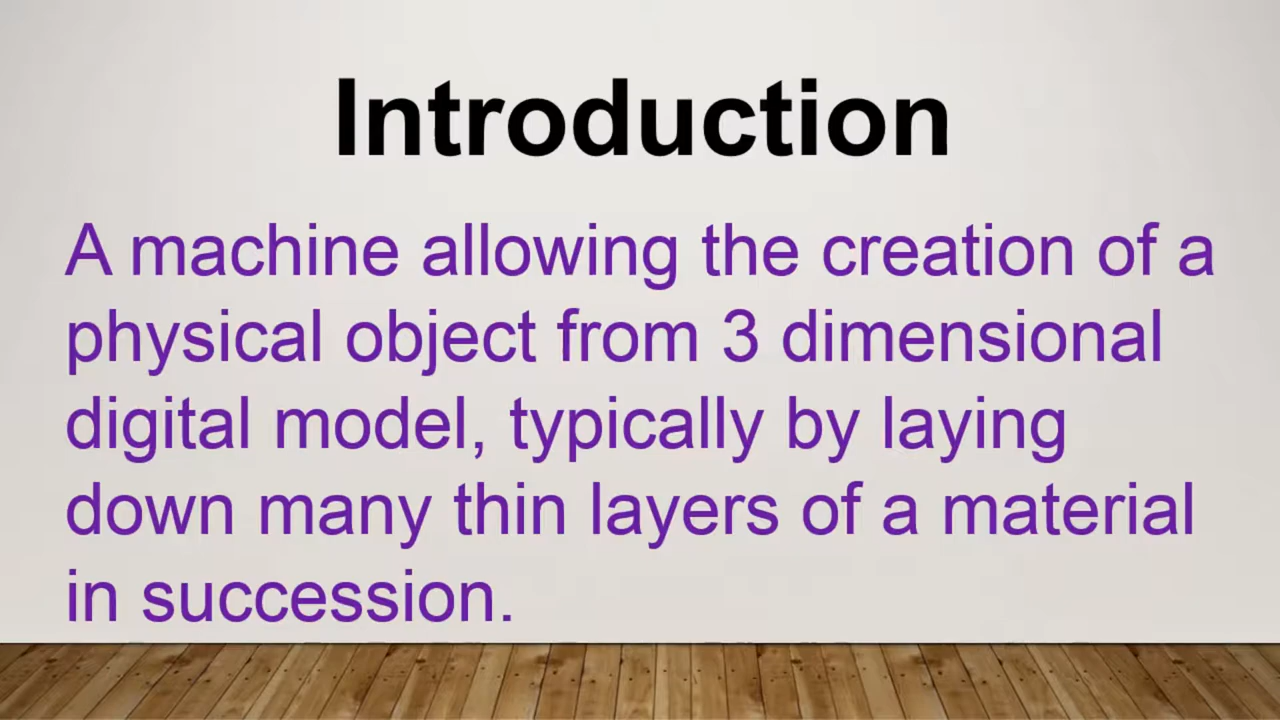 Introduction
A machine allowing the creation of a
physical object from 3 dimensional
digital model, typically by laying
down many thin layers of a material
in succession.